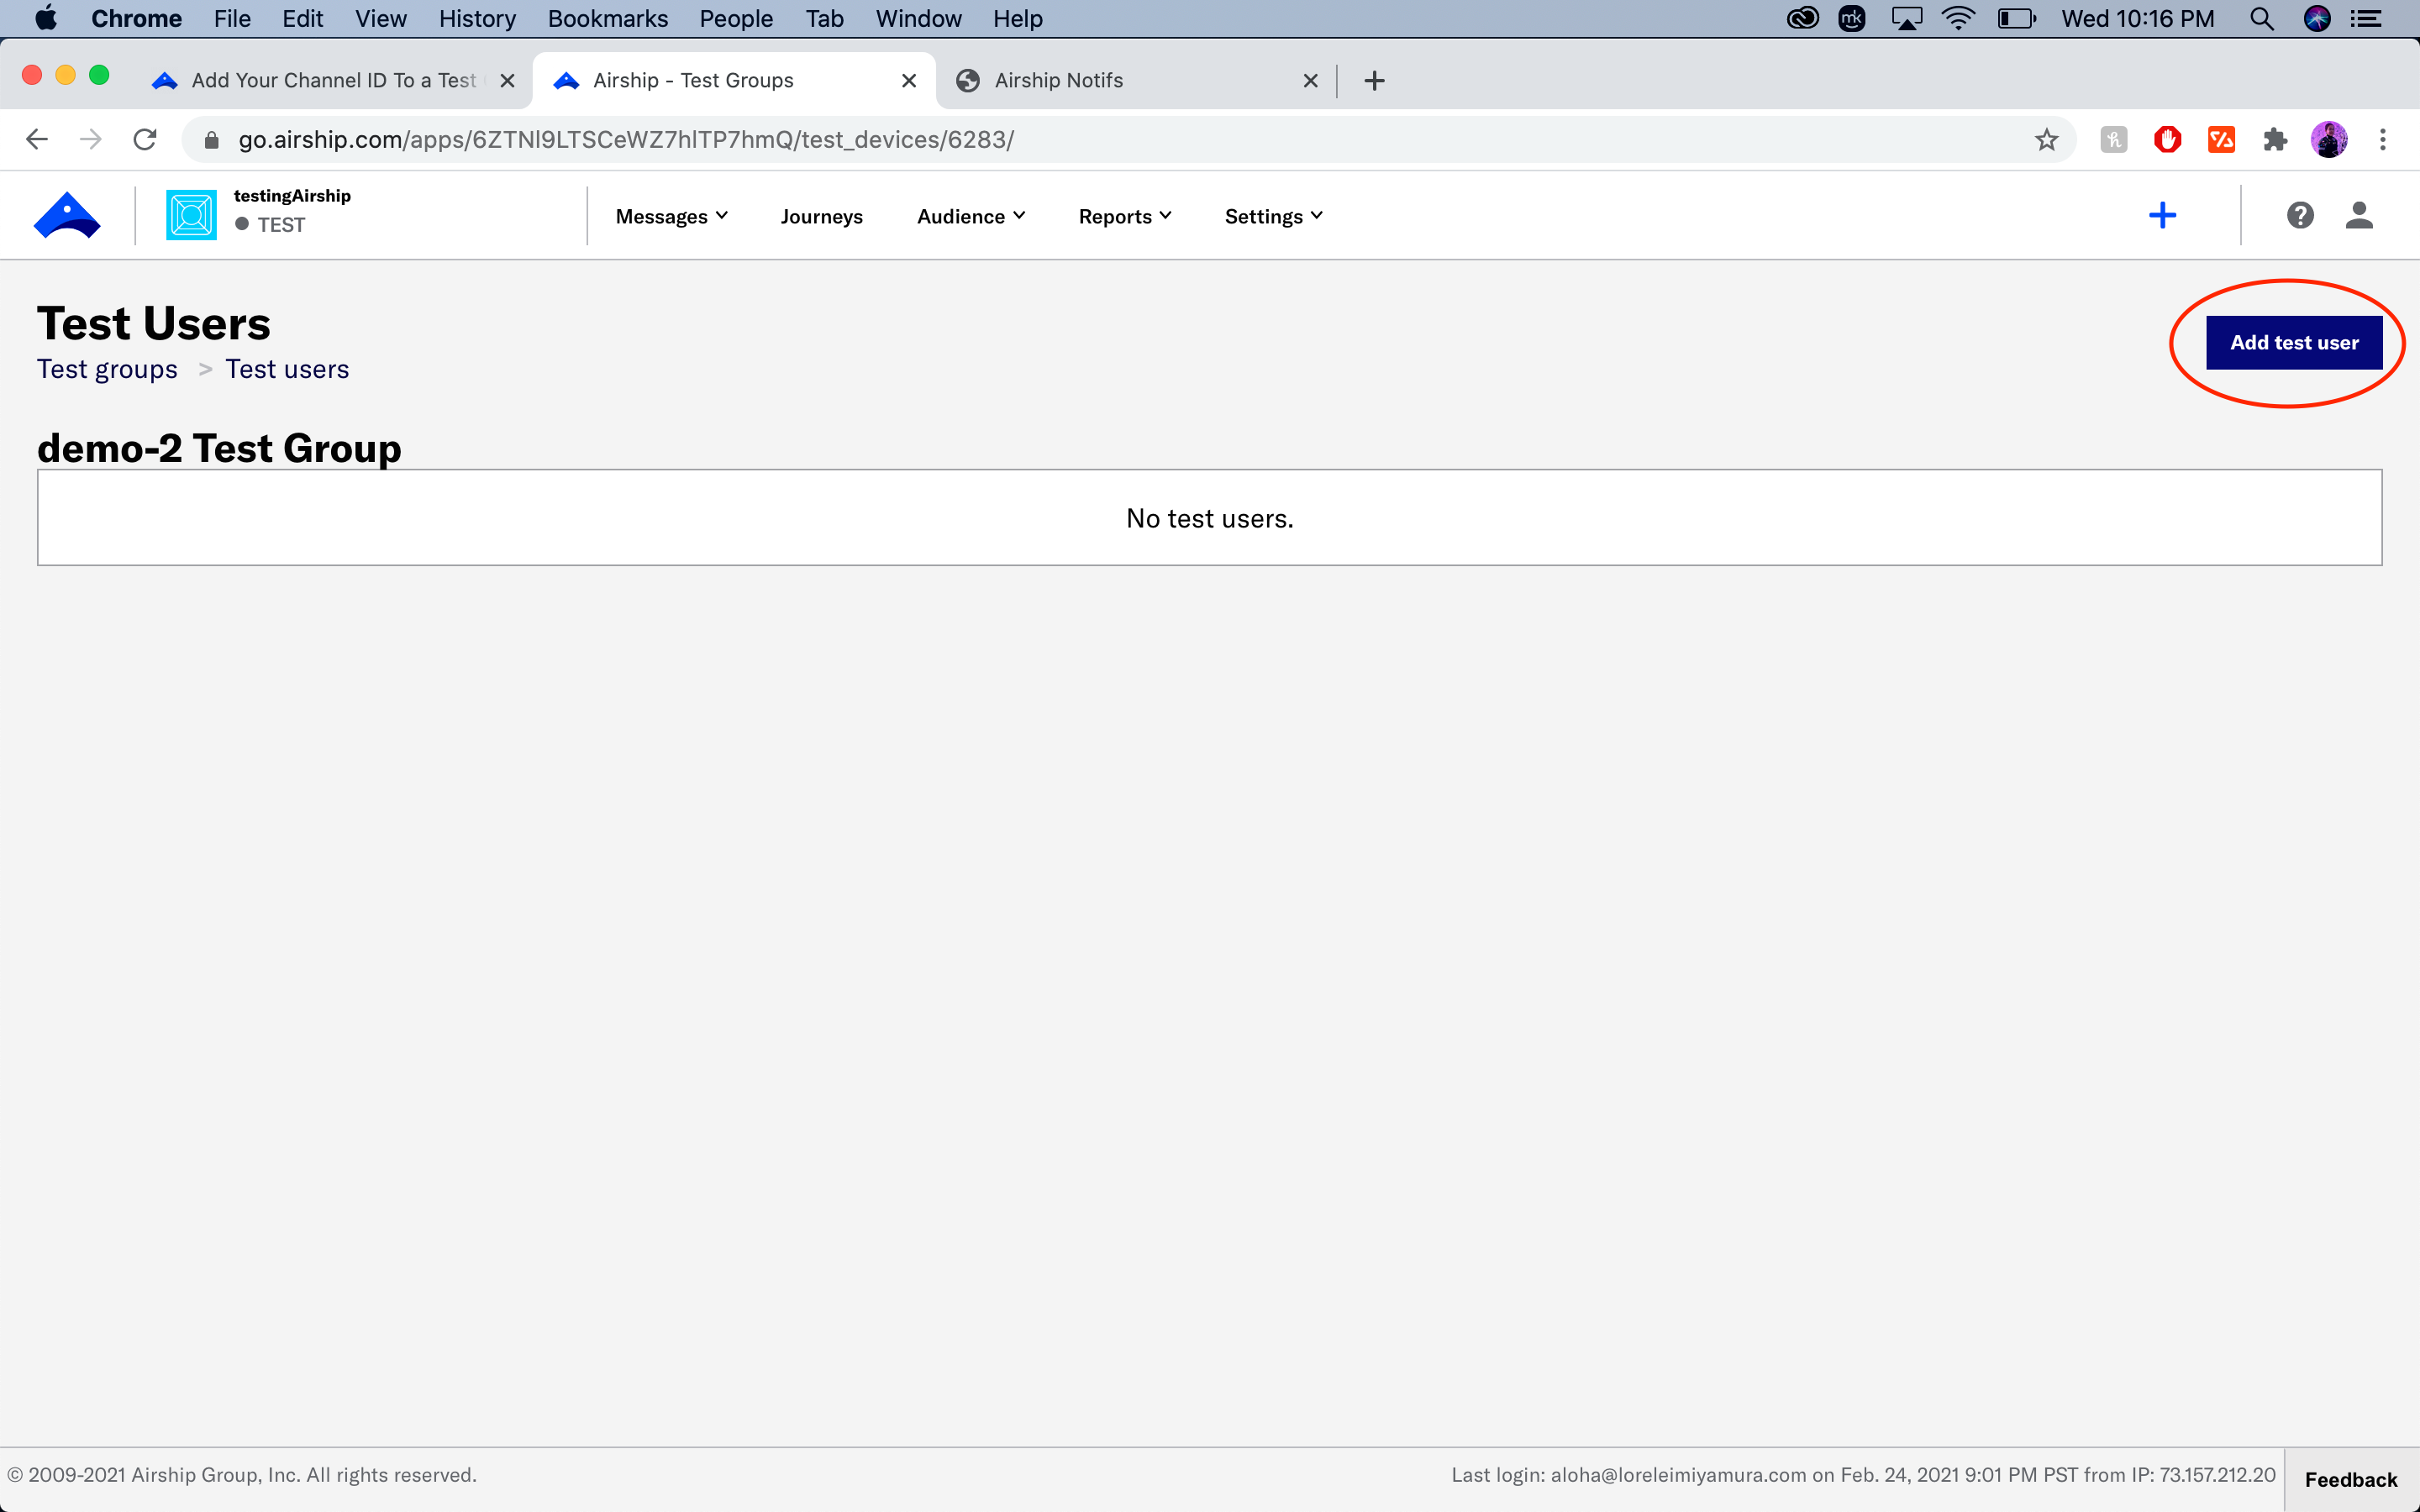 Chrome File Edit View History Bookmarks People Tab Window Help mk Wed 10:16 PM
Add Your Channel ID To a Test Airship - Test Groups Airship Notifs
go.airship.com/apps/6ZTNl9LTSCeWZ7hlTP7hmQ/test_devices/6283/
testingAirship
TEST
Messages Journeys Audience Reports Settings
Test Users
Add test user
Test groups > Test users
demo-2 Test Group
No test users.
© 2009-2021 Airship Group, Inc. All rights reserved.
Last login: aloha@loreleimiyamura.com on Feb. 24, 2021 9:01 PM PST from IP: 73.157.212.20
Feedback